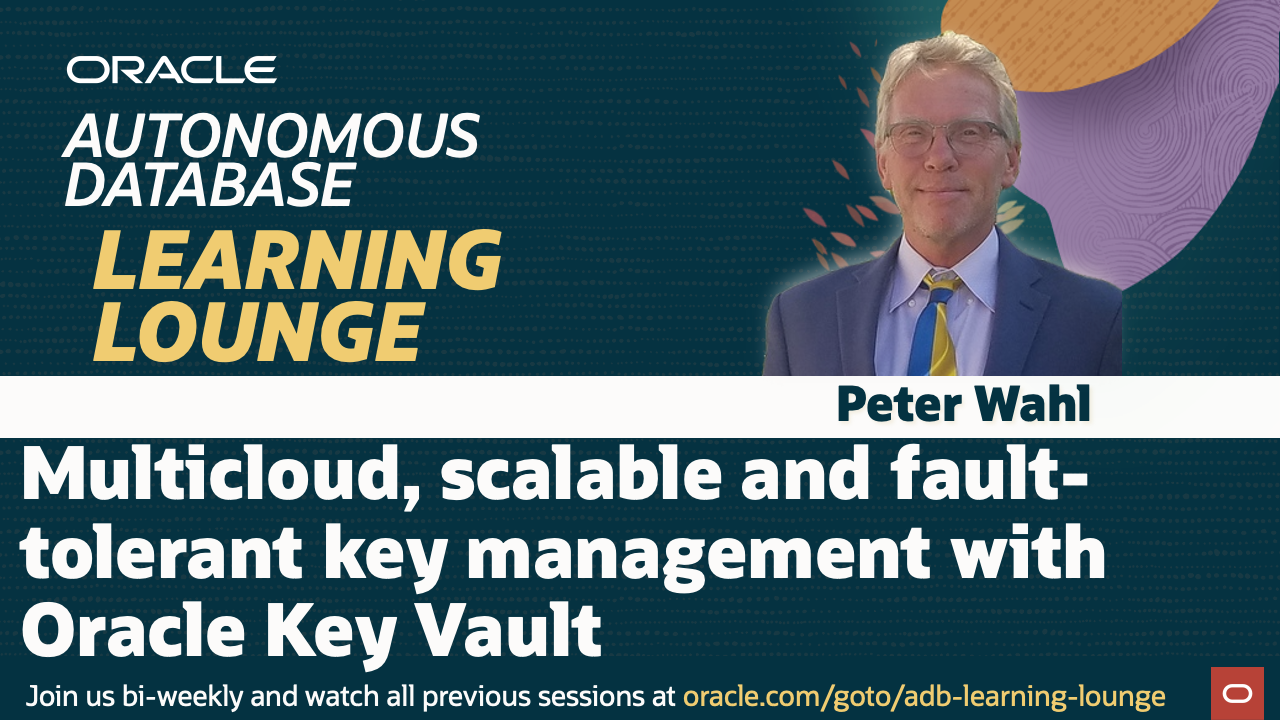 ORACLE
AUTONOMOUS
DATABASE
LEARNING
LOUNGE
Peter Wahl
Multicloud, scalable and fault-
tolerant key management with
Oracle Key Vault
Join us bi-weekly and watch all previous sessions at oracle.com/goto/adb-learning-lounge